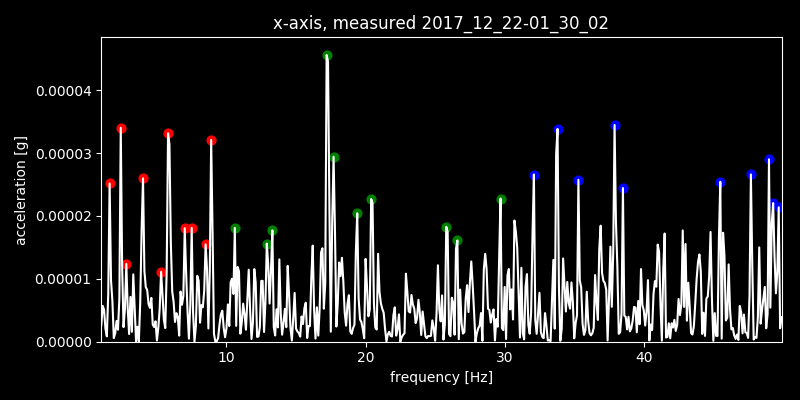 x-axis, measured 2017_12_22-01_30_02
acceleration [g]
0.00004
0.00003
0.00002
0.00001
0.00000
10 20 30 40
frequency [Hz]